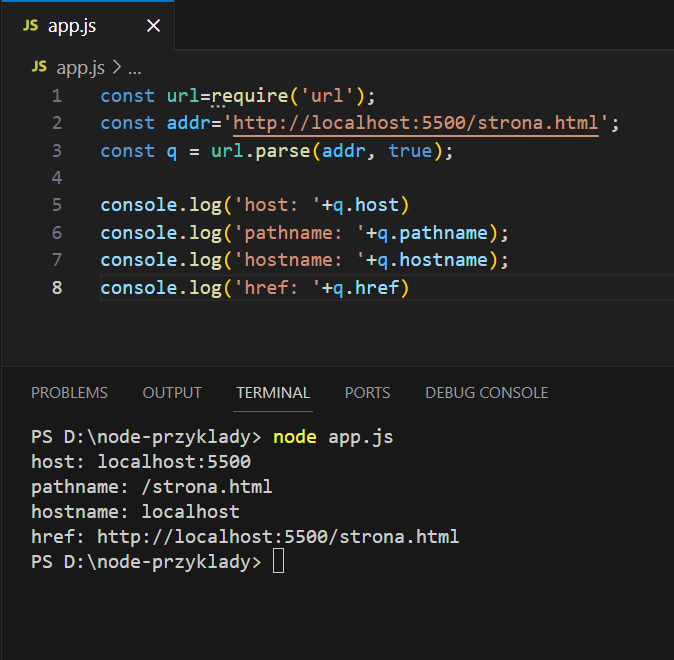 JS app.js ×
JS app.js > ...
1 const url=require('url');
2 const addr='http://localhost:5500/strona.html';
3 const q = url.parse(addr, true);
4
5 console.log('host: '+q.host)
6 console.log('pathname: '+q.pathname);
7 console.log('hostname: '+q.hostname);
8 console.log('href: '+q.href)
PROBLEMS OUTPUT TERMINAL PORTS DEBUG CONSOLE
PS D:\node-przyklady> node app.js
host: localhost:5500
pathname: /strona.html
hostname: localhost
href: http://localhost:5500/strona.html
PS D:\node-przyklady>